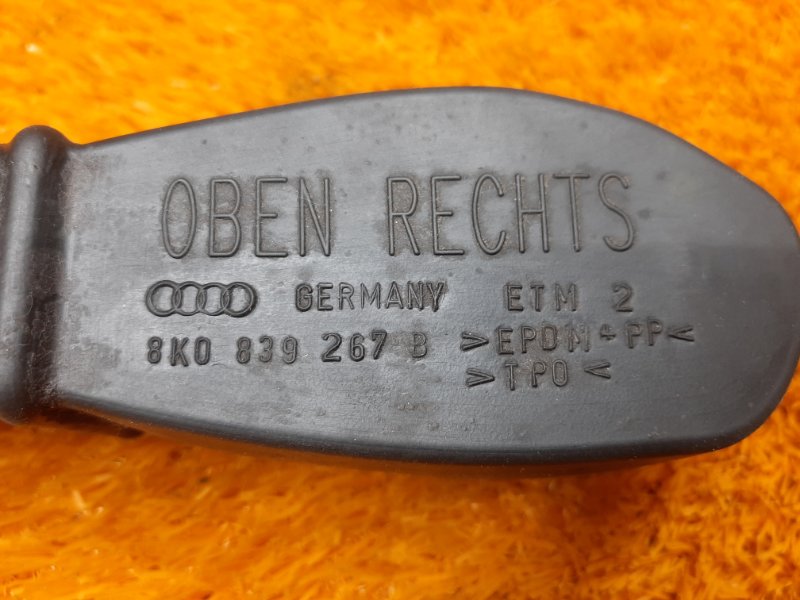 OBEN RECHTS
GERMANY ETM 2
8K0 839 267 B >EPDM+PP<
>TPO<